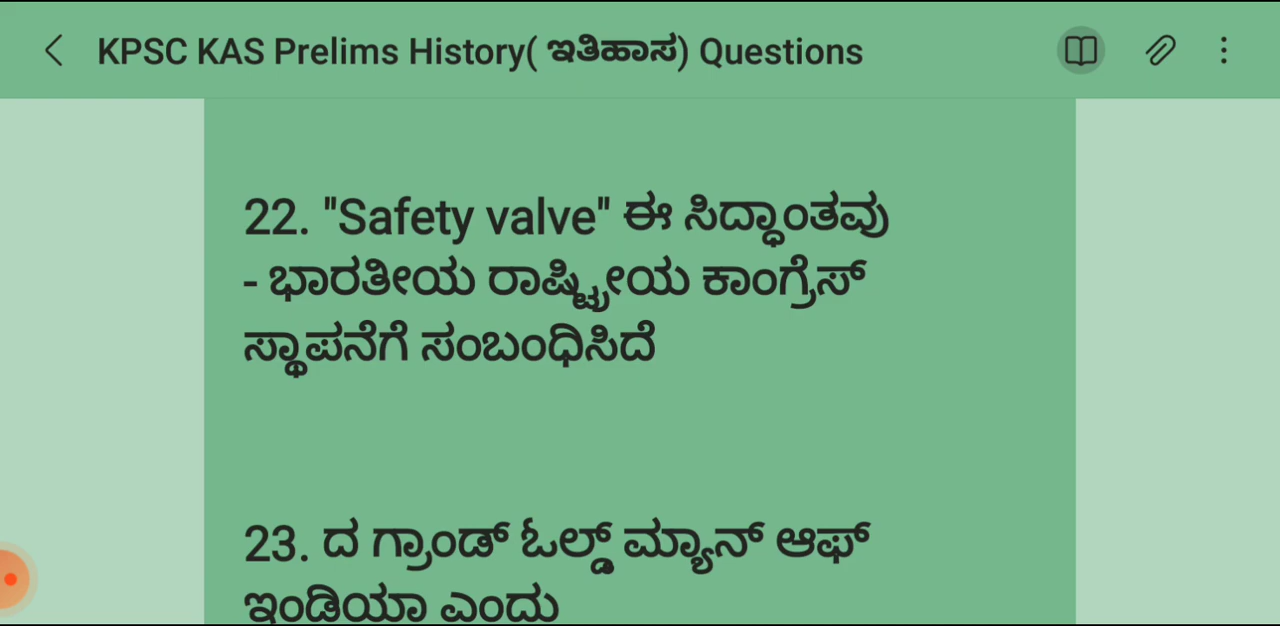 KPSC KAS Prelims History( ಇತಿಹಾಸ) Questions
22. "Safety valve" ಈ ಸಿದ್ಧಾಂತವು
- ಭಾರತೀಯ ರಾಷ್ಟ್ರೀಯ ಕಾಂಗ್ರೆಸ್
ಸ್ಥಾಪನೆಗೆ ಸಂಬಂಧಿಸಿದೆ
23. ದ ಗ್ರಾಂಡ್ ಓಲ್ಡ್ ಮ್ಯಾನ್ ಆಫ್
ಇಂಡಿಯಾ ಎಂದು